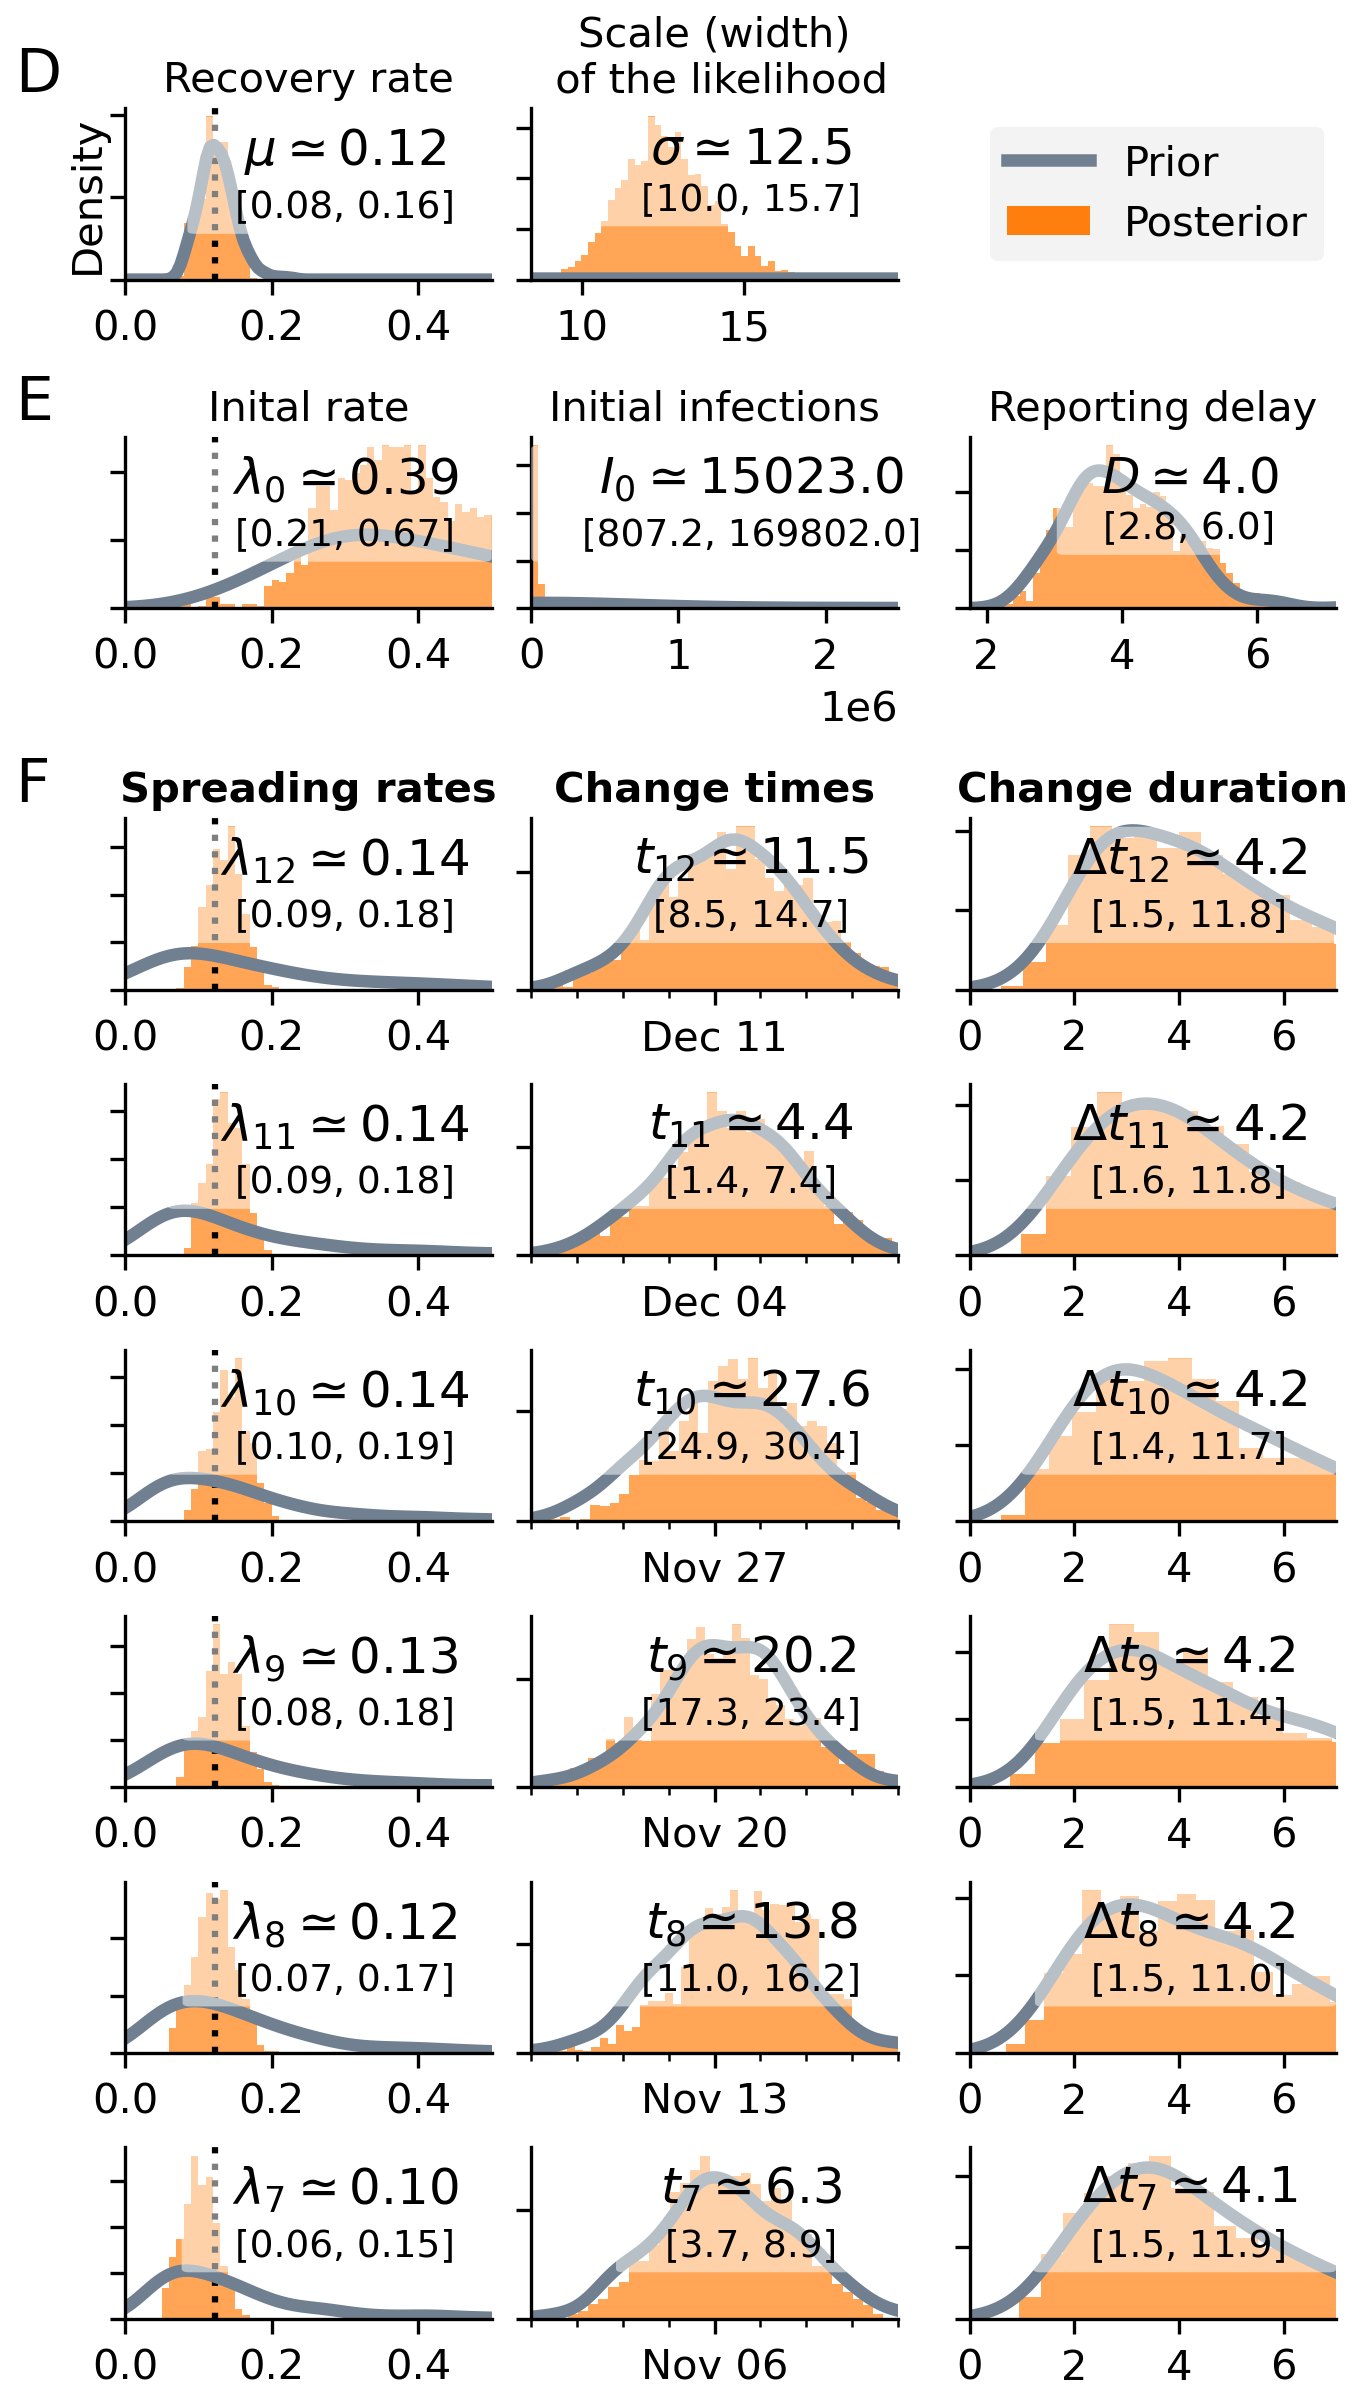 D
Recovery rate
Scale (width)
of the likelihood
Density
μ ≃ 0.12
[0.08, 0.16]
σ ≃ 12.5
[10.0, 15.7]
Prior
Posterior
0.0 0.2 0.4
10 15
E
Inital rate
Initial infections
Reporting delay
λ₀ ≃ 0.39
[0.21, 0.67]
I₀ ≃ 15023.0
[807.2, 169802.0]
D ≃ 4.0
[2.8, 6.0]
0.0 0.2 0.4
0 1 2
1e6
2 4 6
F
Spreading rates
Change times
Change duration
λ₁₂ ≃ 0.14
[0.09, 0.18]
t₁₂ ≃ 11.5
[8.5, 14.7]
Δt₁₂ ≃ 4.2
[1.5, 11.8]
0.0 0.2 0.4
Dec 11
0 2 4 6
λ₁₁ ≃ 0.14
[0.09, 0.18]
t₁₁ ≃ 4.4
[1.4, 7.4]
Δt₁₁ ≃ 4.2
[1.6, 11.8]
0.0 0.2 0.4
Dec 04
0 2 4 6
λ₁₀ ≃ 0.14
[0.10, 0.19]
t₁₀ ≃ 27.6
[24.9, 30.4]
Δt₁₀ ≃ 4.2
[1.4, 11.7]
0.0 0.2 0.4
Nov 27
0 2 4 6
λ₉ ≃ 0.13
[0.08, 0.18]
t₉ ≃ 20.2
[17.3, 23.4]
Δt₉ ≃ 4.2
[1.5, 11.4]
0.0 0.2 0.4
Nov 20
0 2 4 6
λ₈ ≃ 0.12
[0.07, 0.17]
t₈ ≃ 13.8
[11.0, 16.2]
Δt₈ ≃ 4.2
[1.5, 11.0]
0.0 0.2 0.4
Nov 13
0 2 4 6
λ₇ ≃ 0.10
[0.06, 0.15]
t₇ ≃ 6.3
[3.7, 8.9]
Δt₇ ≃ 4.1
[1.5, 11.9]
0.0 0.2 0.4
Nov 06
0 2 4 6